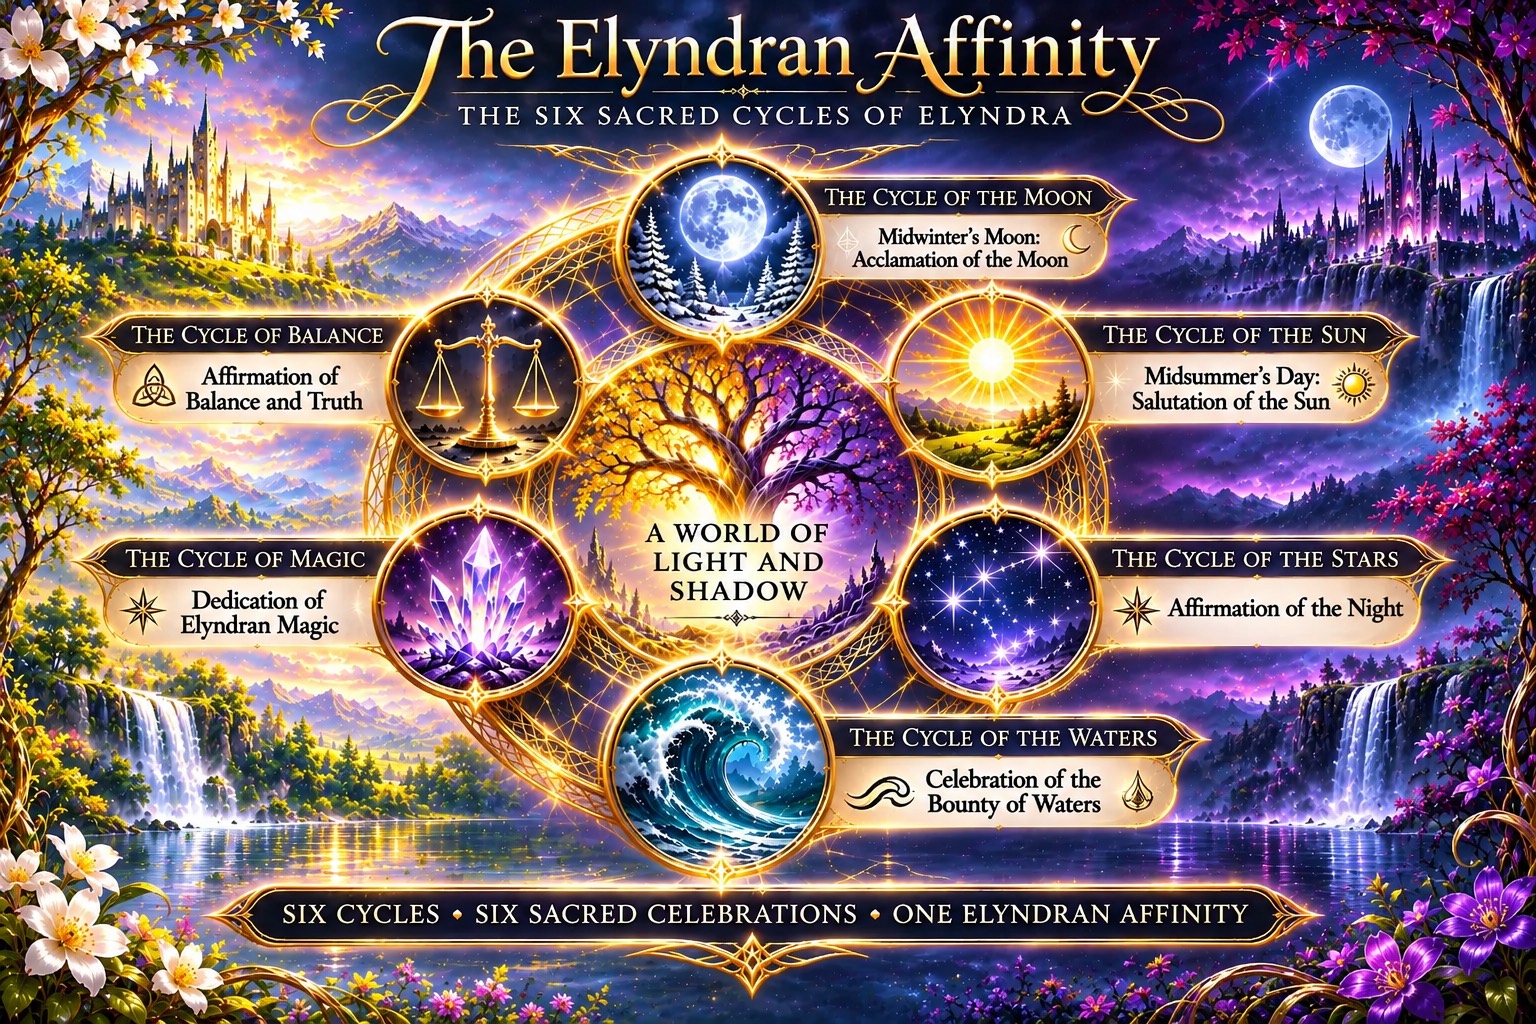 The Elyndran Affinity
THE SIX SACRED CYCLES OF ELYNDRA
THE CYCLE OF THE MOON
Midwinter's Moon:
Acclamation of the Moon
THE CYCLE OF BALANCE
Affirmation of
Balance and Truth
THE CYCLE OF THE SUN
Midsummer's Day:
Salutation of the Sun
A WORLD OF
LIGHT AND
SHADOW
THE CYCLE OF MAGIC
Dedication of
Elyndran Magic
THE CYCLE OF THE STARS
Affirmation of the Night
THE CYCLE OF THE WATERS
Celebration of the
Bounty of Waters
SIX CYCLES • SIX SACRED CELEBRATIONS • ONE ELYNDRAN AFFINITY